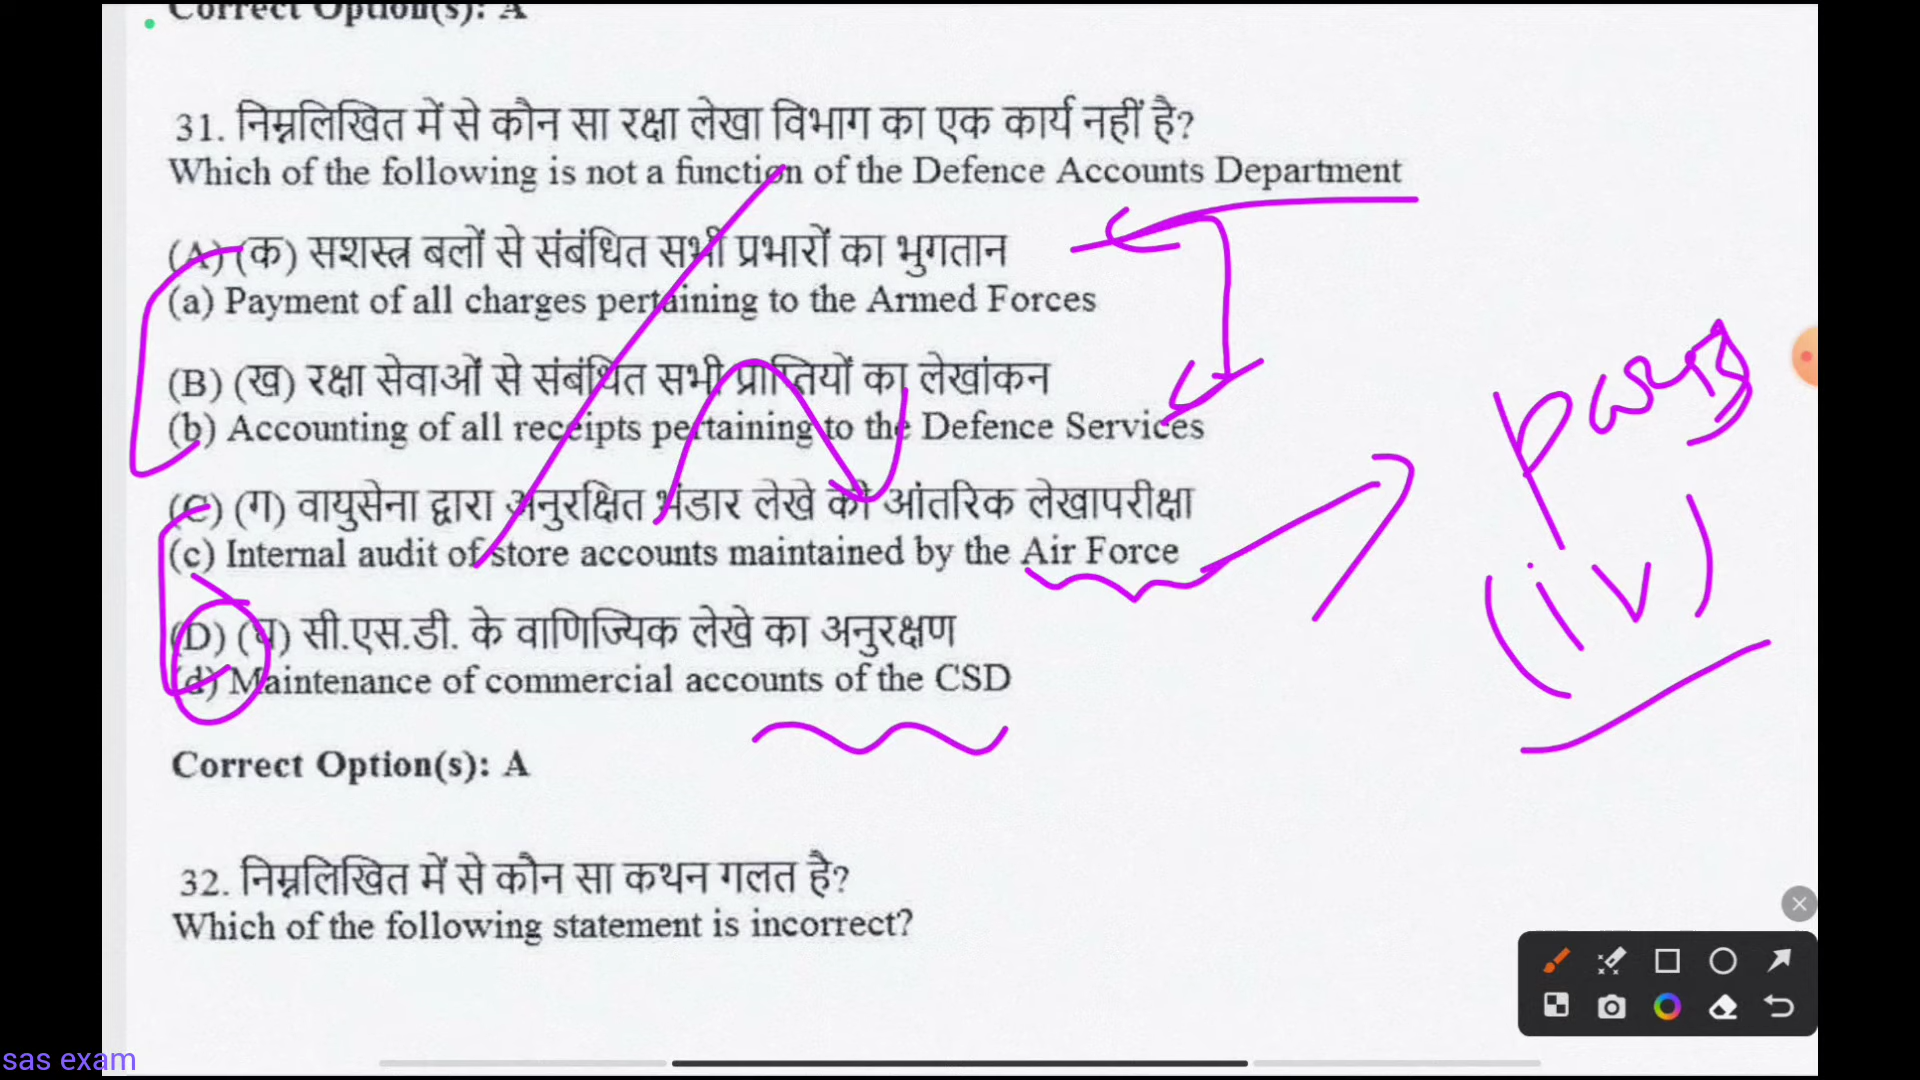 Correct Option(s): A
31. निम्नलिखित में से कौन सा रक्षा लेखा विभाग का एक कार्य नहीं है?
Which of the following is not a function of the Defence Accounts Department
(A) (क) सशस्त्र बलों से संबंधित सभी प्रभारों का भुगतान
(a) Payment of all charges pertaining to the Armed Forces
(B) (ख) रक्षा सेवाओं से संबंधित सभी प्राप्तियों का लेखांकन
(b) Accounting of all receipts pertaining to the Defence Services
(C) (ग) वायुसेना द्वारा अनुरक्षित भंडार लेखे की आंतरिक लेखापरीक्षा
(c) Internal audit of store accounts maintained by the Air Force
(D) (घ) सी.एस.डी. के वाणिज्यिक लेखे का अनुरक्षण
(d) Maintenance of commercial accounts of the CSD
Correct Option(s): A
32. निम्नलिखित में से कौन सा कथन गलत है?
Which of the following statement is incorrect?
(iv)
sas exam